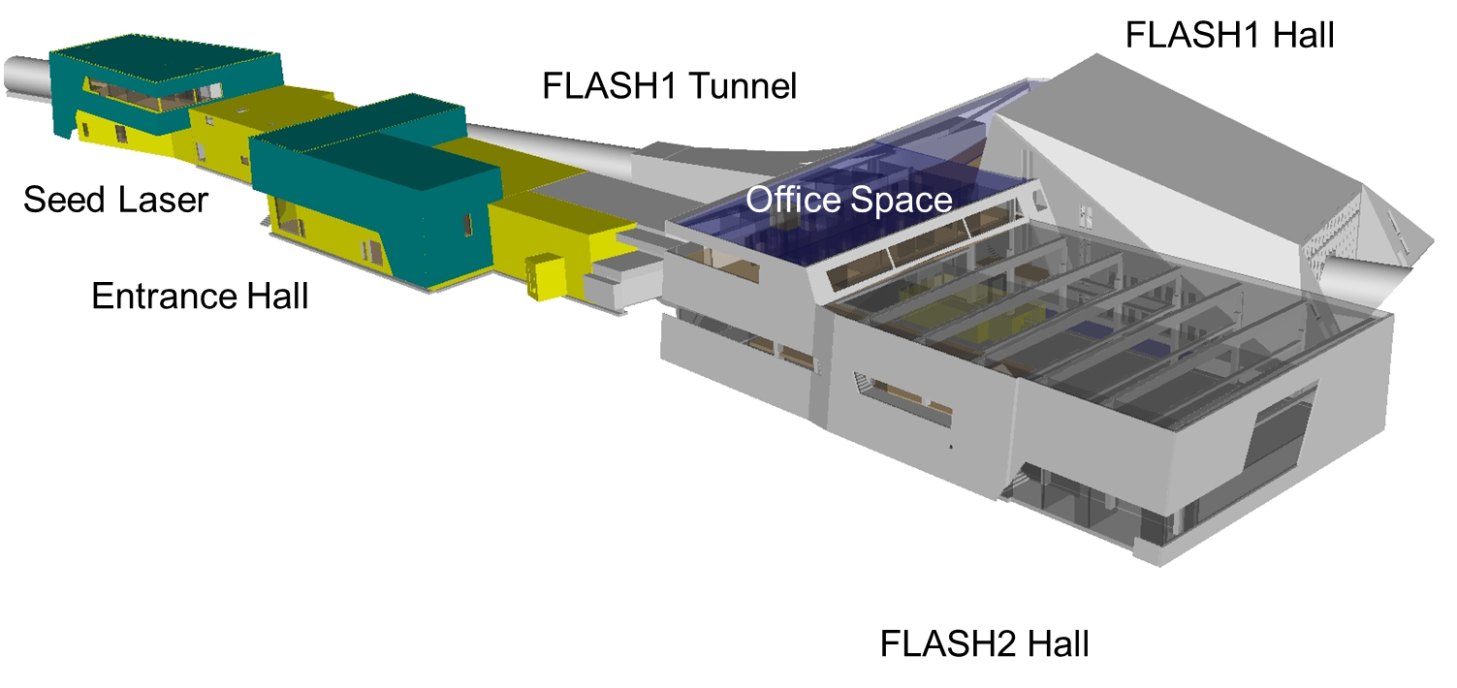 FLASH1 Hall
FLASH1 Tunnel
Seed Laser
Office Space
Entrance Hall
FLASH2 Hall